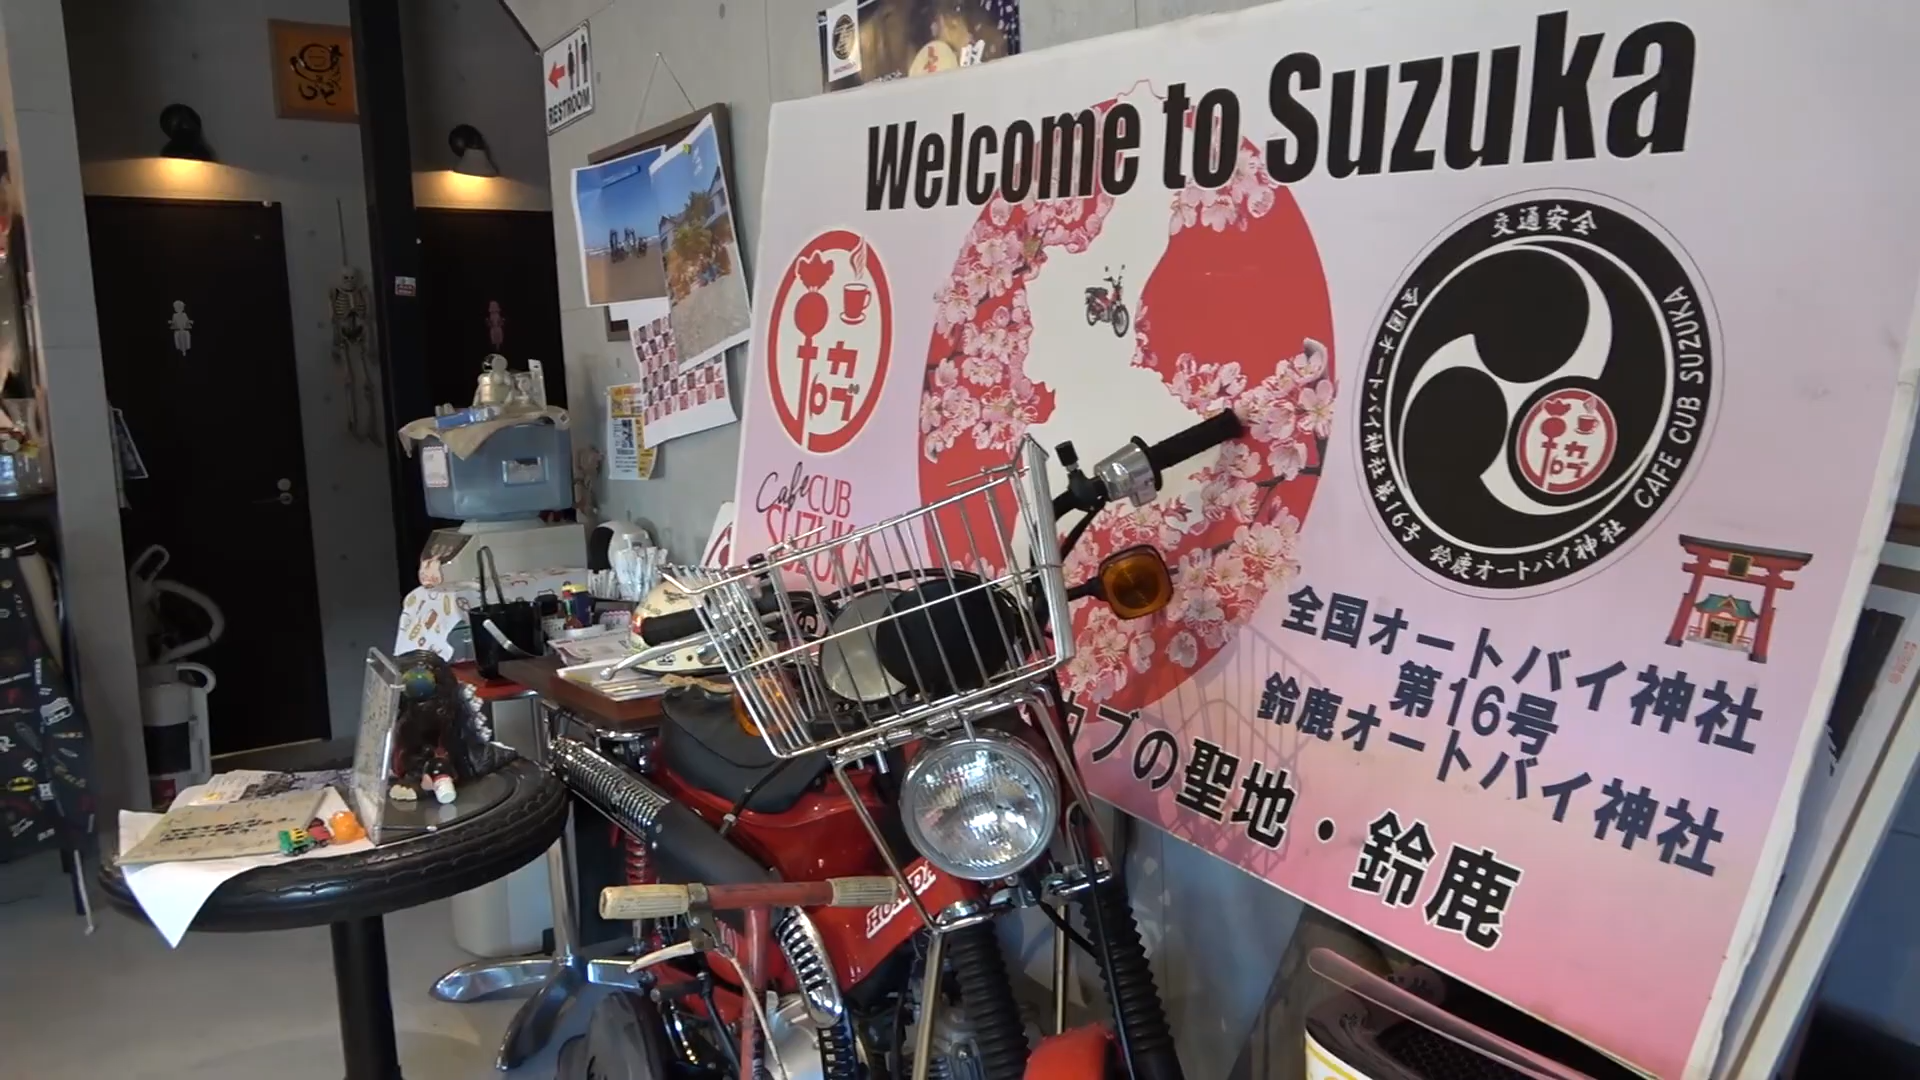 RESTROOM
Welcome to Suzuka
カブ
Cafe CUB
SUZUKA
交通安全
全国オートバイ神社第16号 鈴鹿オートバイ神社 CAFE CUB SUZUKA
カブ
全国オートバイ神社
第16号
鈴鹿オートバイ神社
カブの聖地・鈴鹿
HONDA